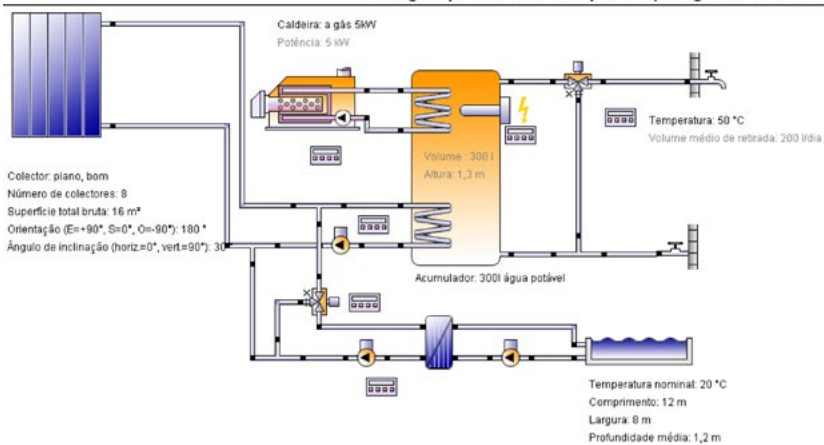 Caldeira: a gás 5kW
Potência: 5 kW
Temperatura: 50 °C
Volume médio de retirada: 200 l/dia
Volume : 300 l
Altura: 1,3 m
Colector: plano, bom
Número de colectores: 8
Superfície total bruta: 16 m²
Orientação (E=+90°, S=0°, O=-90°): 180 °
Ângulo de inclinação (horiz.=0°, vert.=90°): 30
Acumulador: 300l água potável
Temperatura nominal: 20 °C
Comprimento: 12 m
Largura: 8 m
Profundidade média: 1,2 m